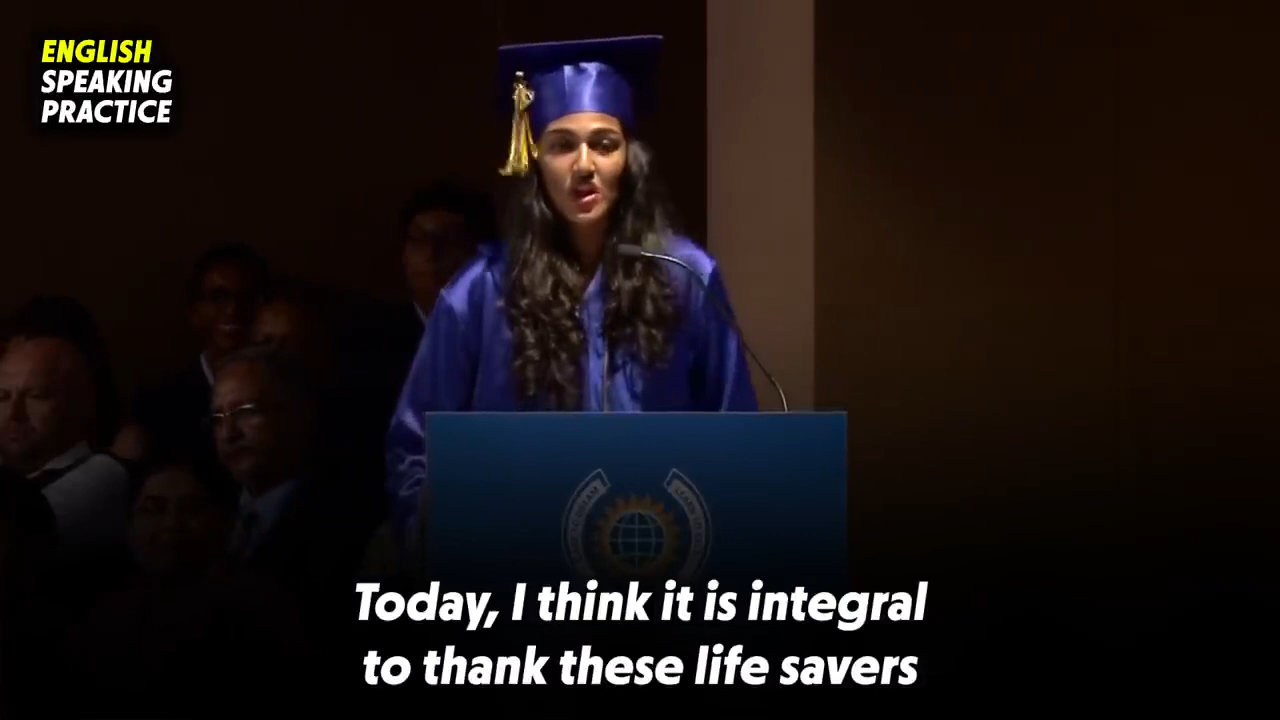 ENGLISH
SPEAKING
PRACTICE
Today, I think it is integral
to thank these life savers